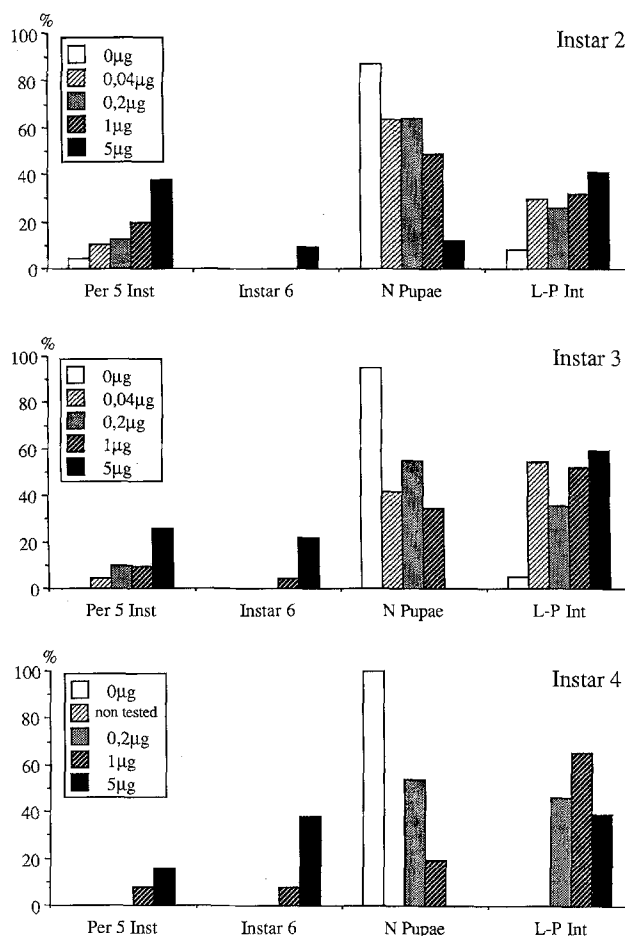 %
Instar 2
100
80
60
40
20
0
0µg
0,04µg
0,2µg
1µg
5µg
Per 5 Inst Instar 6 N Pupae L-P Int
%
Instar 3
100
80
60
40
20
0
0µg
0,04µg
0,2µg
1µg
5µg
Per 5 Inst Instar 6 N Pupae L-P Int
%
Instar 4
100
80
60
40
20
0
0µg
non tested
0,2µg
1µg
5µg
Per 5 Inst Instar 6 N Pupae L-P Int